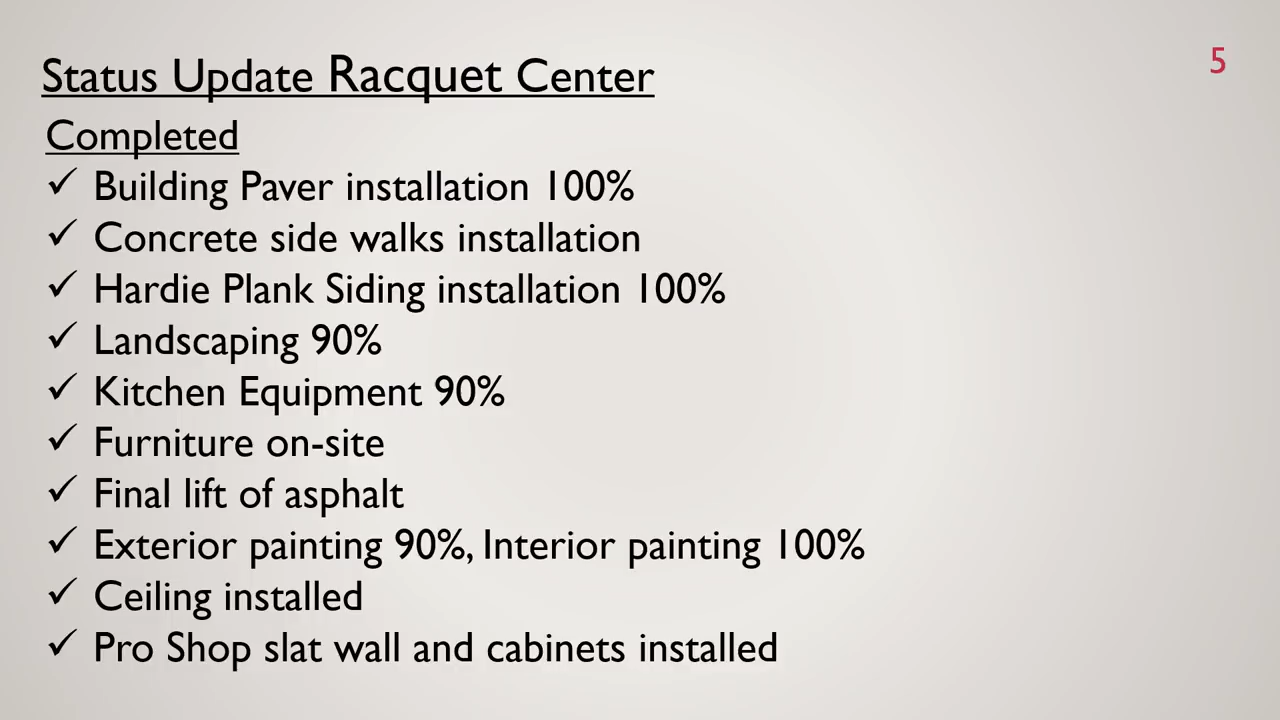 Status Update Racquet Center
5
Completed
✓ Building Paver installation 100%
✓ Concrete side walks installation
✓ Hardie Plank Siding installation 100%
✓ Landscaping 90%
✓ Kitchen Equipment 90%
✓ Furniture on-site
✓ Final lift of asphalt
✓ Exterior painting 90%, Interior painting 100%
✓ Ceiling installed
✓ Pro Shop slat wall and cabinets installed